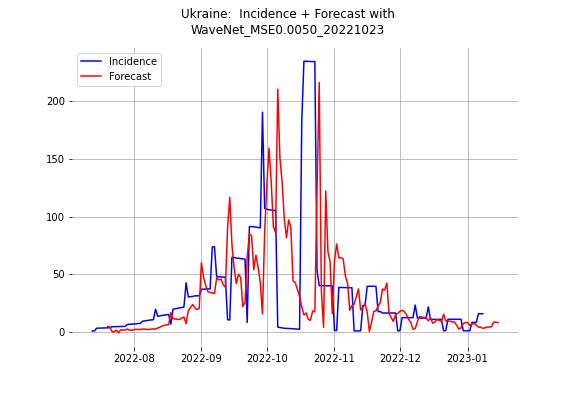 Ukraine:  Incidence + Forecast with
WaveNet_MSE0.0050_20221023
Incidence
Forecast
200
150
100
50
0
2022-08 2022-09 2022-10 2022-11 2022-12 2023-01